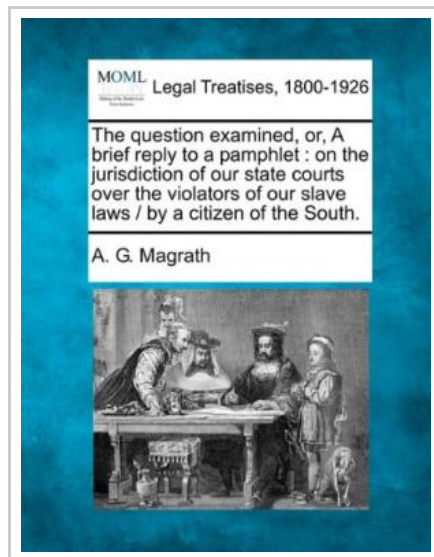 MOML
Legal Treatises, 1800-1926
The question examined, or, A
brief reply to a pamphlet : on the
jurisdiction of our state courts
over the violators of our slave
laws / by a citizen of the South.
A. G. Magrath